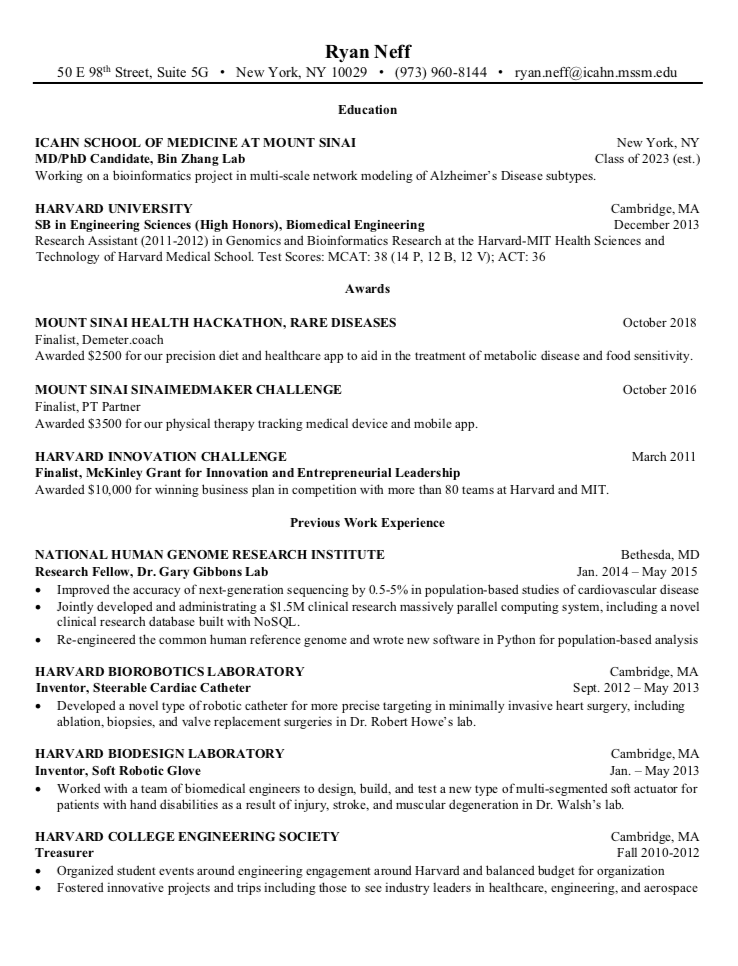 Ryan Neff
50 E 98th Street, Suite 5G • New York, NY 10029 • (973) 960-8144 • ryan.neff@icahn.mssm.edu
Education
ICAHN SCHOOL OF MEDICINE AT MOUNT SINAI New York, NY
MD/PhD Candidate, Bin Zhang Lab Class of 2023 (est.)
Working on a bioinformatics project in multi-scale network modeling of Alzheimer's Disease subtypes.
HARVARD UNIVERSITY Cambridge, MA
SB in Engineering Sciences (High Honors), Biomedical Engineering December 2013
Research Assistant (2011-2012) in Genomics and Bioinformatics Research at the Harvard-MIT Health Sciences and
Technology of Harvard Medical School. Test Scores: MCAT: 38 (14 P, 12 B, 12 V); ACT: 36
Awards
MOUNT SINAI HEALTH HACKATHON, RARE DISEASES October 2018
Finalist, Demeter.coach
Awarded $2500 for our precision diet and healthcare app to aid in the treatment of metabolic disease and food sensitivity.
MOUNT SINAI SINAIMEDMAKER CHALLENGE October 2016
Finalist, PT Partner
Awarded $3500 for our physical therapy tracking medical device and mobile app.
HARVARD INNOVATION CHALLENGE March 2011
Finalist, McKinley Grant for Innovation and Entrepreneurial Leadership
Awarded $10,000 for winning business plan in competition with more than 80 teams at Harvard and MIT.
Previous Work Experience
NATIONAL HUMAN GENOME RESEARCH INSTITUTE Bethesda, MD
Research Fellow, Dr. Gary Gibbons Lab Jan. 2014 – May 2015
• Improved the accuracy of next-generation sequencing by 0.5-5% in population-based studies of cardiovascular disease
• Jointly developed and administrating a $1.5M clinical research massively parallel computing system, including a novel
clinical research database built with NoSQL.
• Re-engineered the common human reference genome and wrote new software in Python for population-based analysis
HARVARD BIOROBOTICS LABORATORY Cambridge, MA
Inventor, Steerable Cardiac Catheter Sept. 2012 – May 2013
• Developed a novel type of robotic catheter for more precise targeting in minimally invasive heart surgery, including
ablation, biopsies, and valve replacement surgeries in Dr. Robert Howe's lab.
HARVARD BIODESIGN LABORATORY Cambridge, MA
Inventor, Soft Robotic Glove Jan. – May 2013
• Worked with a team of biomedical engineers to design, build, and test a new type of multi-segmented soft actuator for
patients with hand disabilities as a result of injury, stroke, and muscular degeneration in Dr. Walsh's lab.
HARVARD COLLEGE ENGINEERING SOCIETY Cambridge, MA
Treasurer Fall 2010-2012
• Organized student events around engineering engagement around Harvard and balanced budget for organization
• Fostered innovative projects and trips including those to see industry leaders in healthcare, engineering, and aerospace